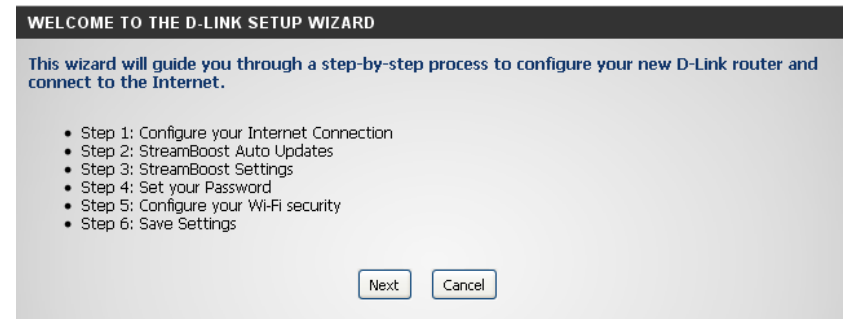 WELCOME TO THE D-LINK SETUP WIZARD
This wizard will guide you through a step-by-step process to configure your new D-Link router and
connect to the Internet.
• Step 1: Configure your Internet Connection
• Step 2: StreamBoost Auto Updates
• Step 3: StreamBoost Settings
• Step 4: Set your Password
• Step 5: Configure your Wi-Fi security
• Step 6: Save Settings
Next Cancel